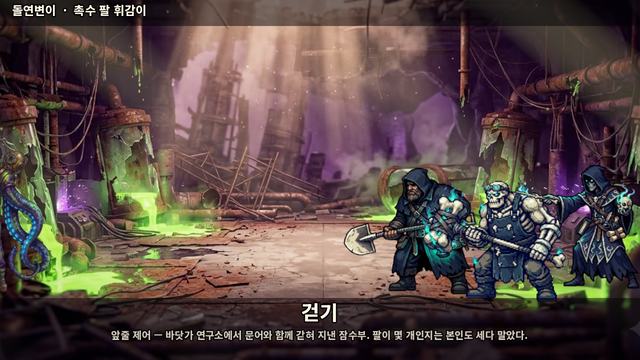 돌연변이 · 촉수 팔 휘감이
걷기
앞줄 제어 — 바닷가 연구소에서 문어와 함께 갇혀 지낸 잠수부. 팔이 몇 개인지는 본인도 세다 말았다.